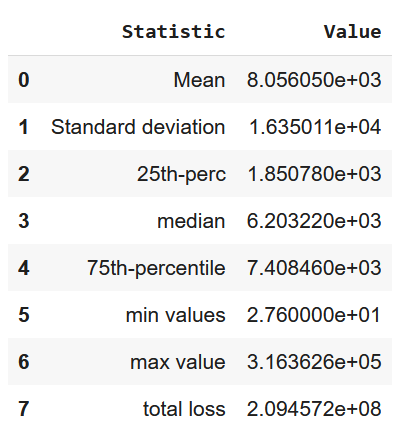 Statistic Value
0 Mean 8.056050e+03
1 Standard deviation 1.635011e+04
2 25th-perc 1.850780e+03
3 median 6.203220e+03
4 75th-percentile 7.408460e+03
5 min values 2.760000e+01
6 max value 3.163626e+05
7 total loss 2.094572e+08